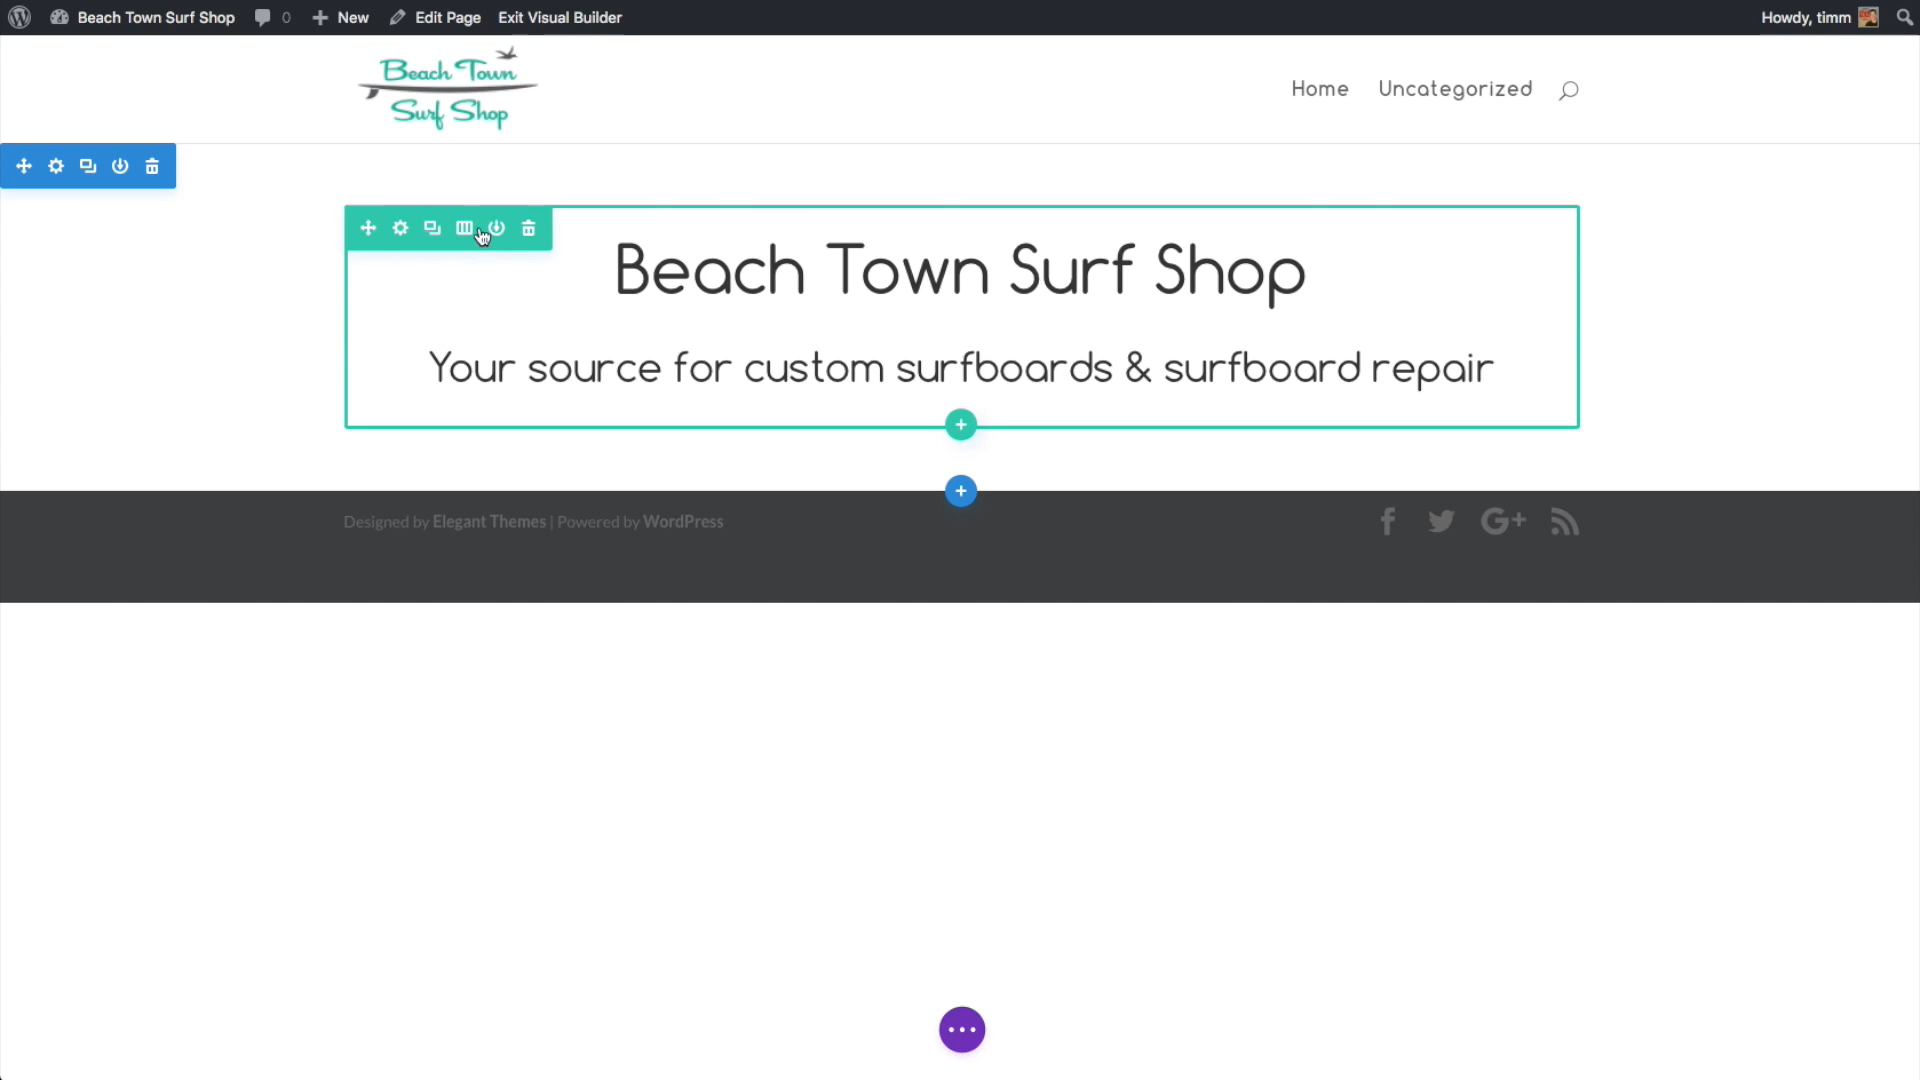 Beach Town Surf Shop 0 New Edit Page Exit Visual Builder Howdy, timm
Beach Town
Surf Shop
Home Uncategorized
Beach Town Surf Shop
Your source for custom surfboards & surfboard repair
Designed by Elegant Themes | Powered by WordPress